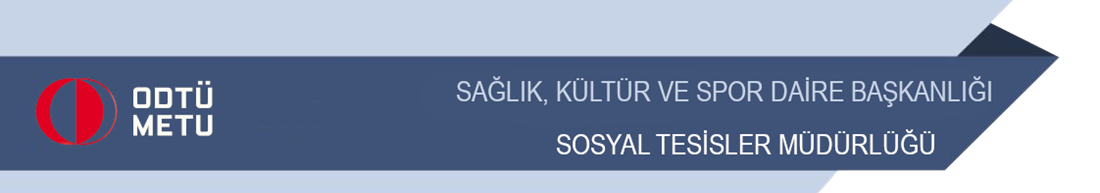 ODTÜ
METU
SAĞLIK, KÜLTÜR VE SPOR DAİRE BAŞKANLIĞI
SOSYAL TESİSLER MÜDÜRLÜĞÜ